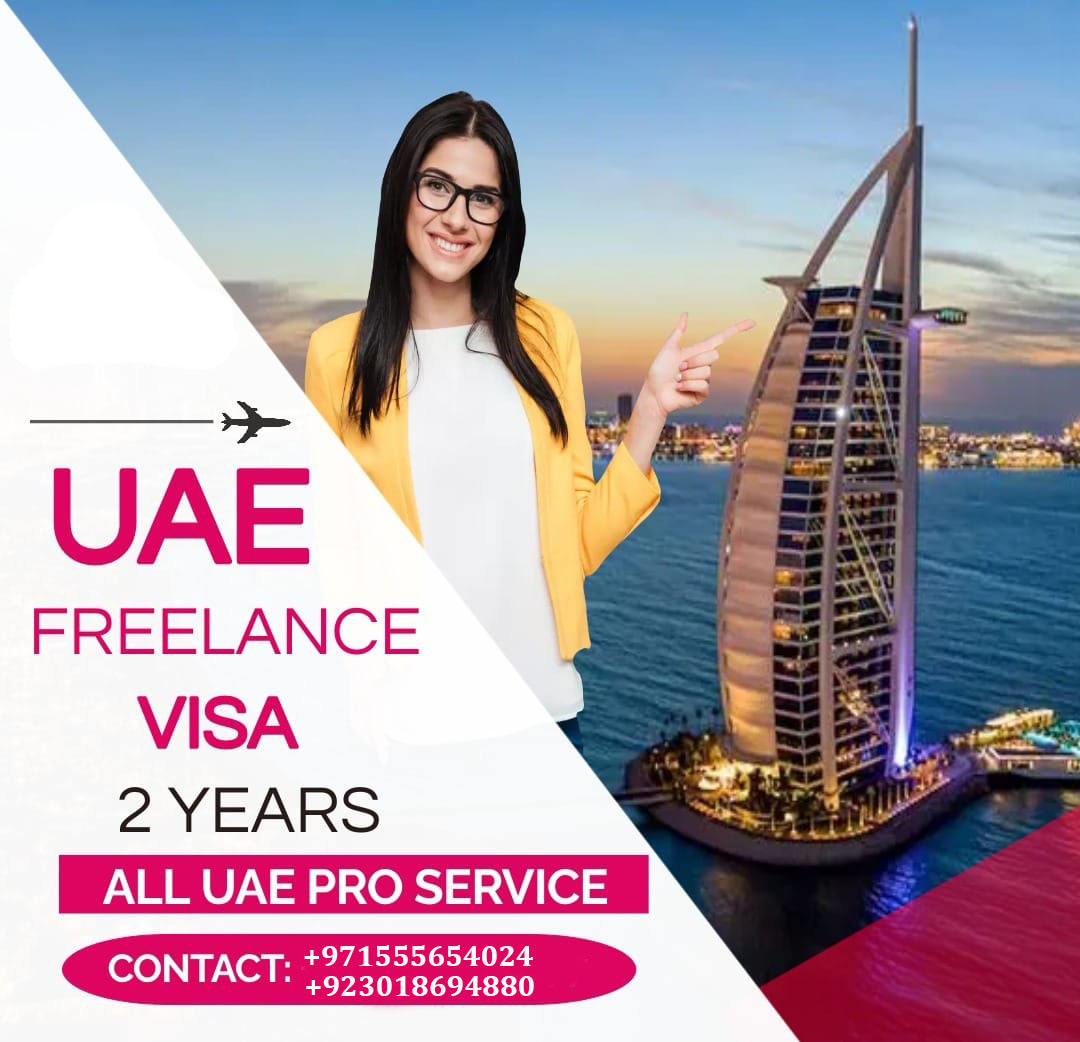 UAE
FREELANCE
VISA
2 YEARS
ALL UAE PRO SERVICE
CONTACT: +971555654024
+923018694880